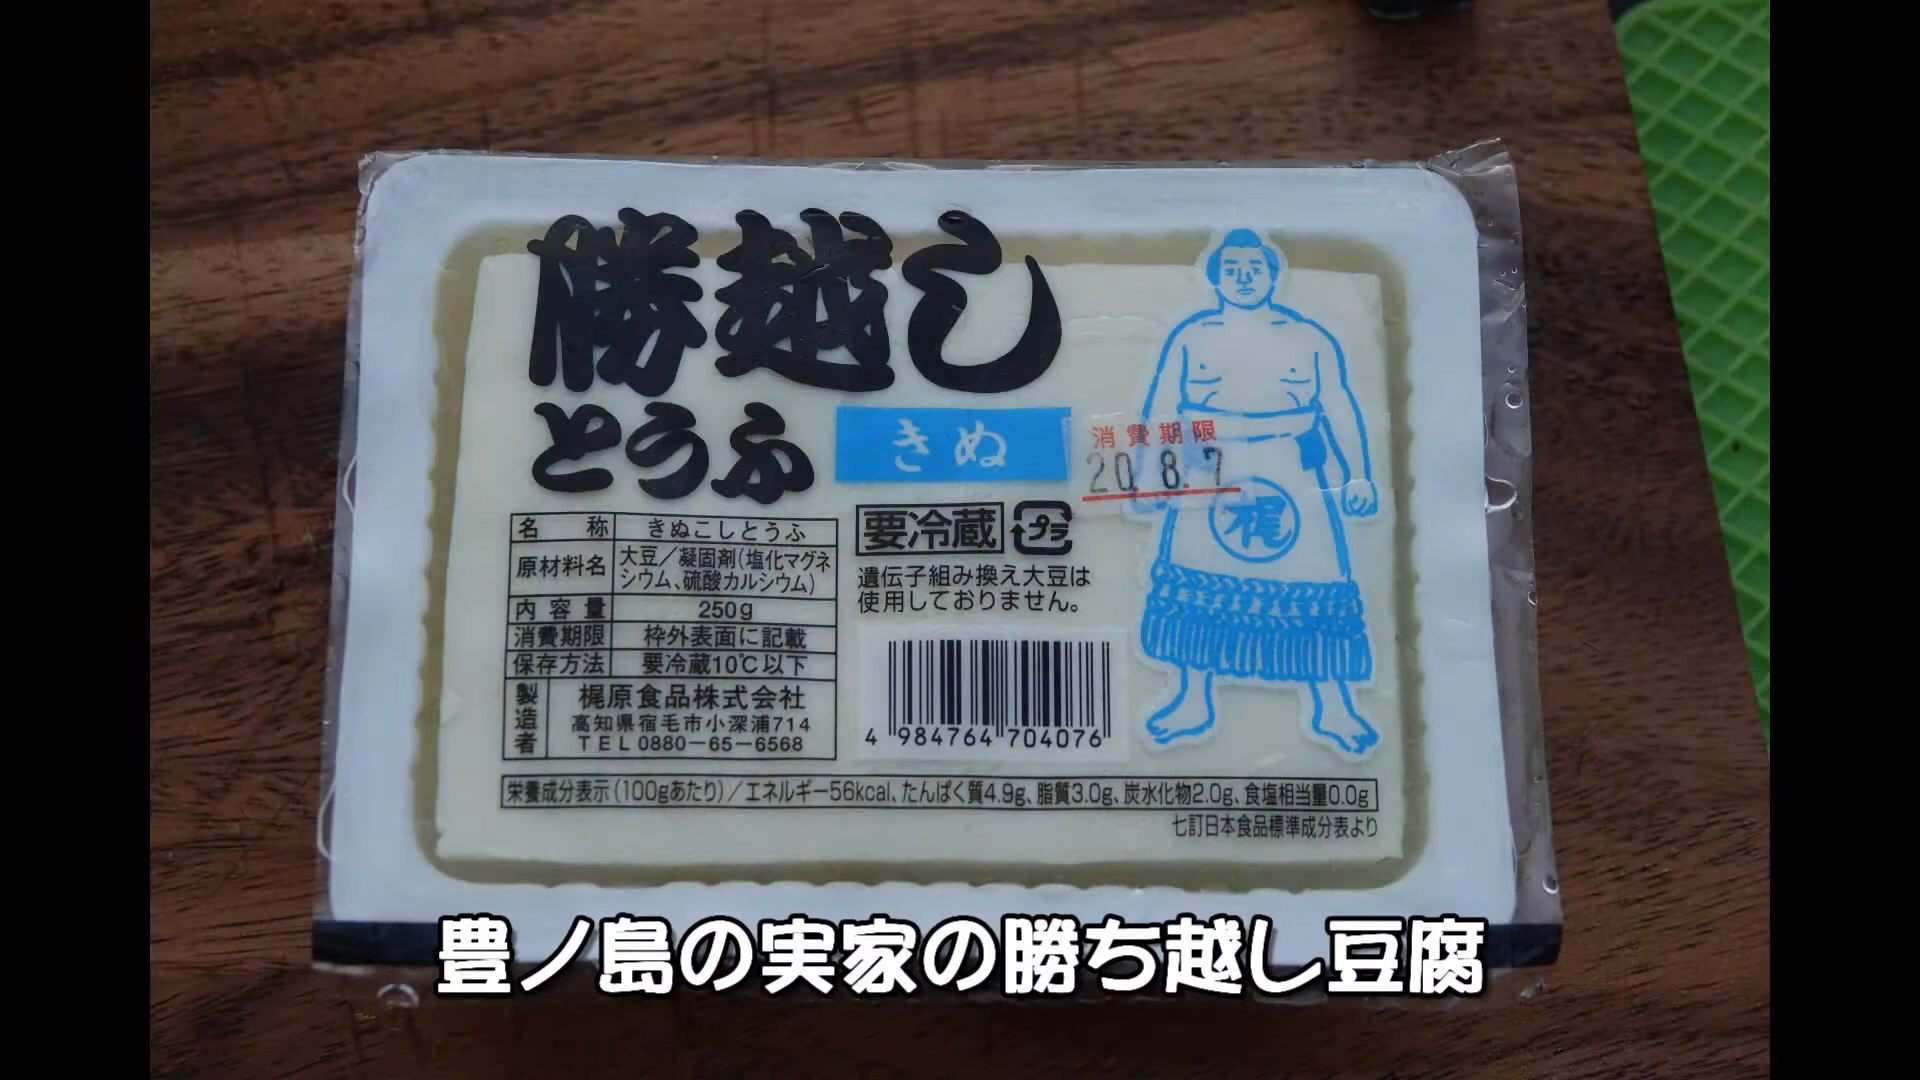 勝越し
とうふ
きぬ
消費期限
20.8.7
梶
名称 きぬこしとうふ
原材料名 大豆／凝固剤(塩化マグネ
シウム、硫酸カルシウム)
内容量 250g
消費期限 枠外表面に記載
保存方法 要冷蔵10℃以下
製造者 梶原食品株式会社
高知県宿毛市小深浦714
TEL0880-65-6568
要冷蔵
プラ
遺伝子組み換え大豆は
使用しておりません。
4 984764 704076
栄養成分表示(100gあたり)／エネルギー56kcal、たんぱく質4.9g、脂質3.0g、炭水化物2.0g、食塩相当量0.0g
七訂日本食品標準成分表より
豊ノ島の実家の勝ち越し豆腐